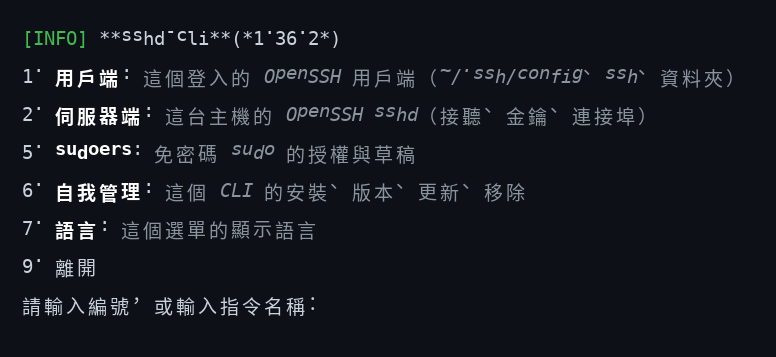 [INFO] **sshd-cli**(*1.36.2*)
1. 用戶端: 這個登入的 OpenSSH 用戶端（~/.ssh/config、ssh、資料夾）
2. 伺服器端: 這台主機的 OpenSSH sshd（接聽、金鑰、連接埠）
5. sudoers: 免密碼 sudo 的授權與草稿
6. 自我管理: 這個 CLI 的安裝、版本、更新、移除
7. 語言: 這個選單的顯示語言
9. 離開
請輸入編號, 或輸入指令名稱: